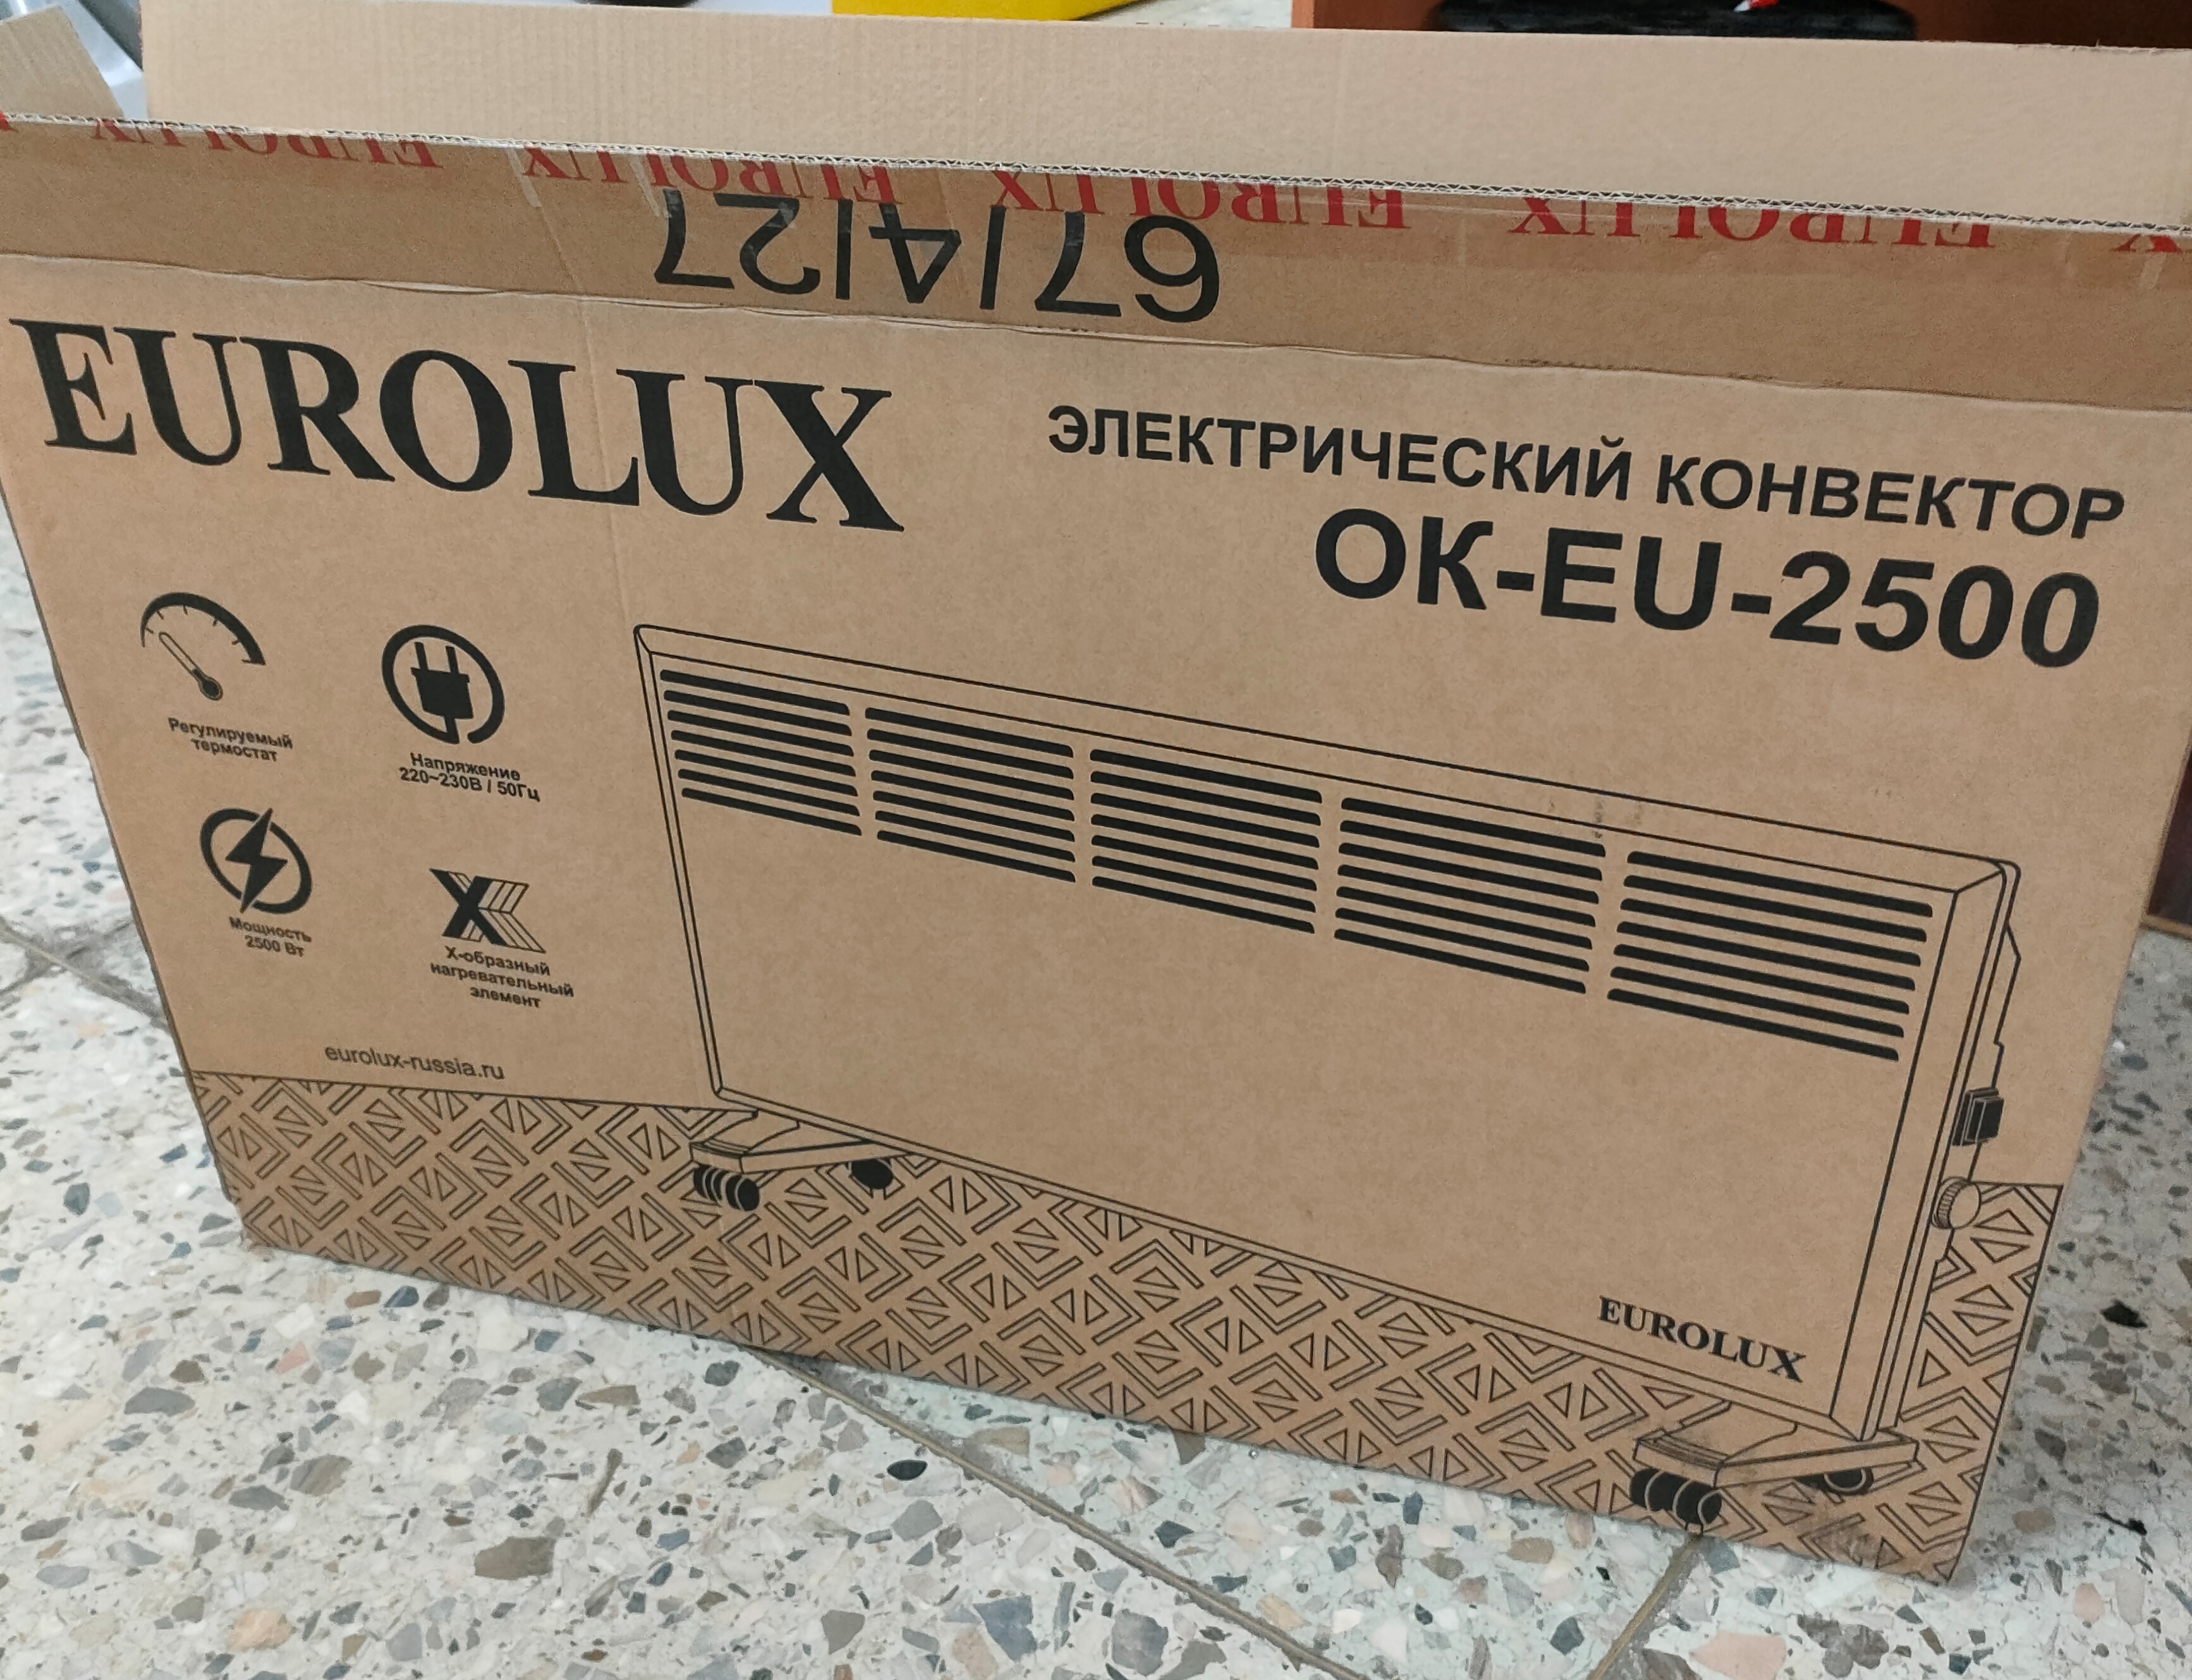 EUROLUX EUROLUX EUROLUX EUROLUX
67/4/27
EUROLUX
ЭЛЕКТРИЧЕСКИЙ КОНВЕКТОР
ОК-EU-2500
Регулируемый
термостат
Напряжение
220~230В / 50Гц
Мощность
2500 Вт
X
Х-образный
нагревательный
элемент
eurolux-russia.ru
EUROLUX